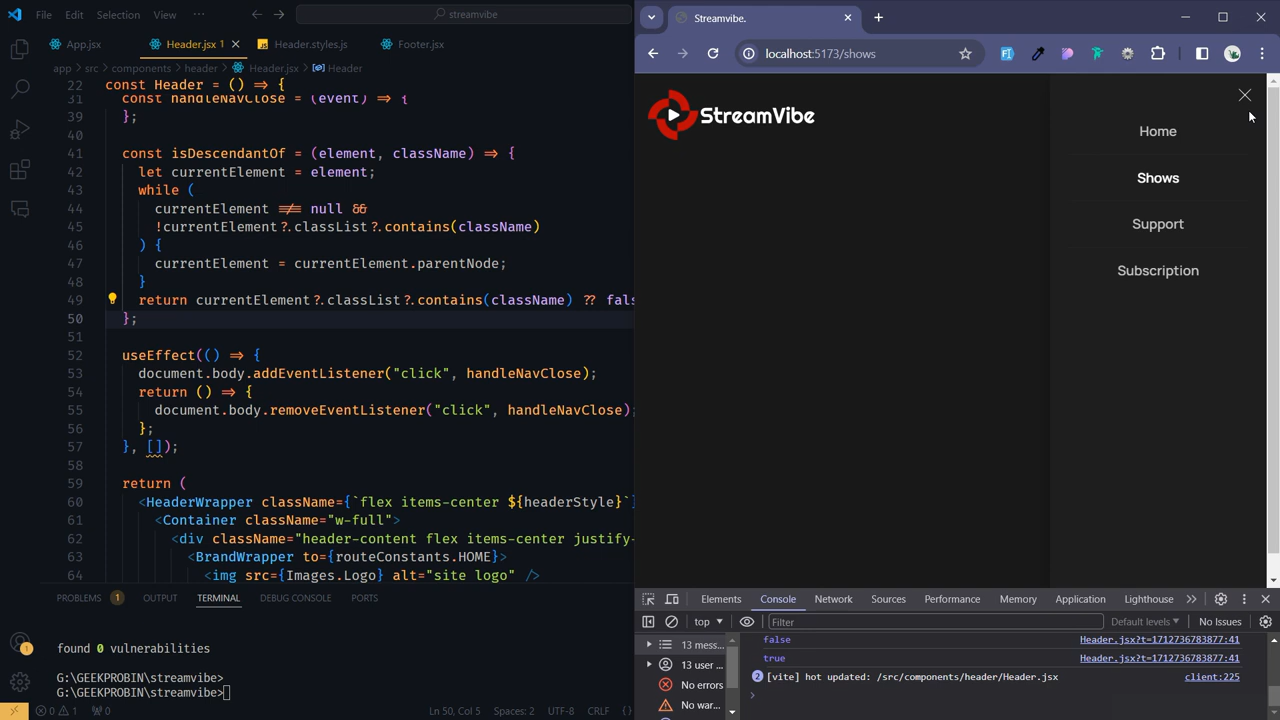 File Edit Selection View ··· streamvibe
App.jsx Header.jsx 1 Header.styles.js Footer.jsx
app > src > components > header > Header.jsx > Header
22 const Header = () => {
31 const handleNavClose = (event) => {
39 };
40
41 const isDescendantOf = (element, className) => {
42 let currentElement = element;
43 while (
44 currentElement !== null &&
45 !currentElement?.classList?.contains(className)
46 ) {
47 currentElement = currentElement.parentNode;
48 }
49 return currentElement?.classList?.contains(className) ?? fals
50 };
51
52 useEffect(() => {
53 document.body.addEventListener("click", handleNavClose);
54 return () => {
55 document.body.removeEventListener("click", handleNavClose);
56 };
57 }, []);
58
59 return (
60 <HeaderWrapper className={`flex items-center ${headerStyle}`}
61 <Container className="w-full">
62 <div className="header-content flex items-center justify-
63 <BrandWrapper to={routeConstants.HOME}>
64 <img src={Images.Logo} alt="site logo" />
PROBLEMS 1 OUTPUT TERMINAL DEBUG CONSOLE PORTS
found 0 vulnerabilities
G:\GEEKPROBIN\streamvibe>
G:\GEEKPROBIN\streamvibe>
0 1 0 Ln 50, Col 5 Spaces: 2 UTF-8 CRLF {}
Streamvibe.
localhost:5173/shows
StreamVibe
Home
Shows
Support
Subscription
Elements Console Network Sources Performance Memory Application Lighthouse
top Filter Default levels No Issues
13 mess...
13 user ...
No errors
No war...
false Header.jsx?t=1712736783877:41
true Header.jsx?t=1712736783877:41
2 [vite] hot updated: /src/components/header/Header.jsx client:225